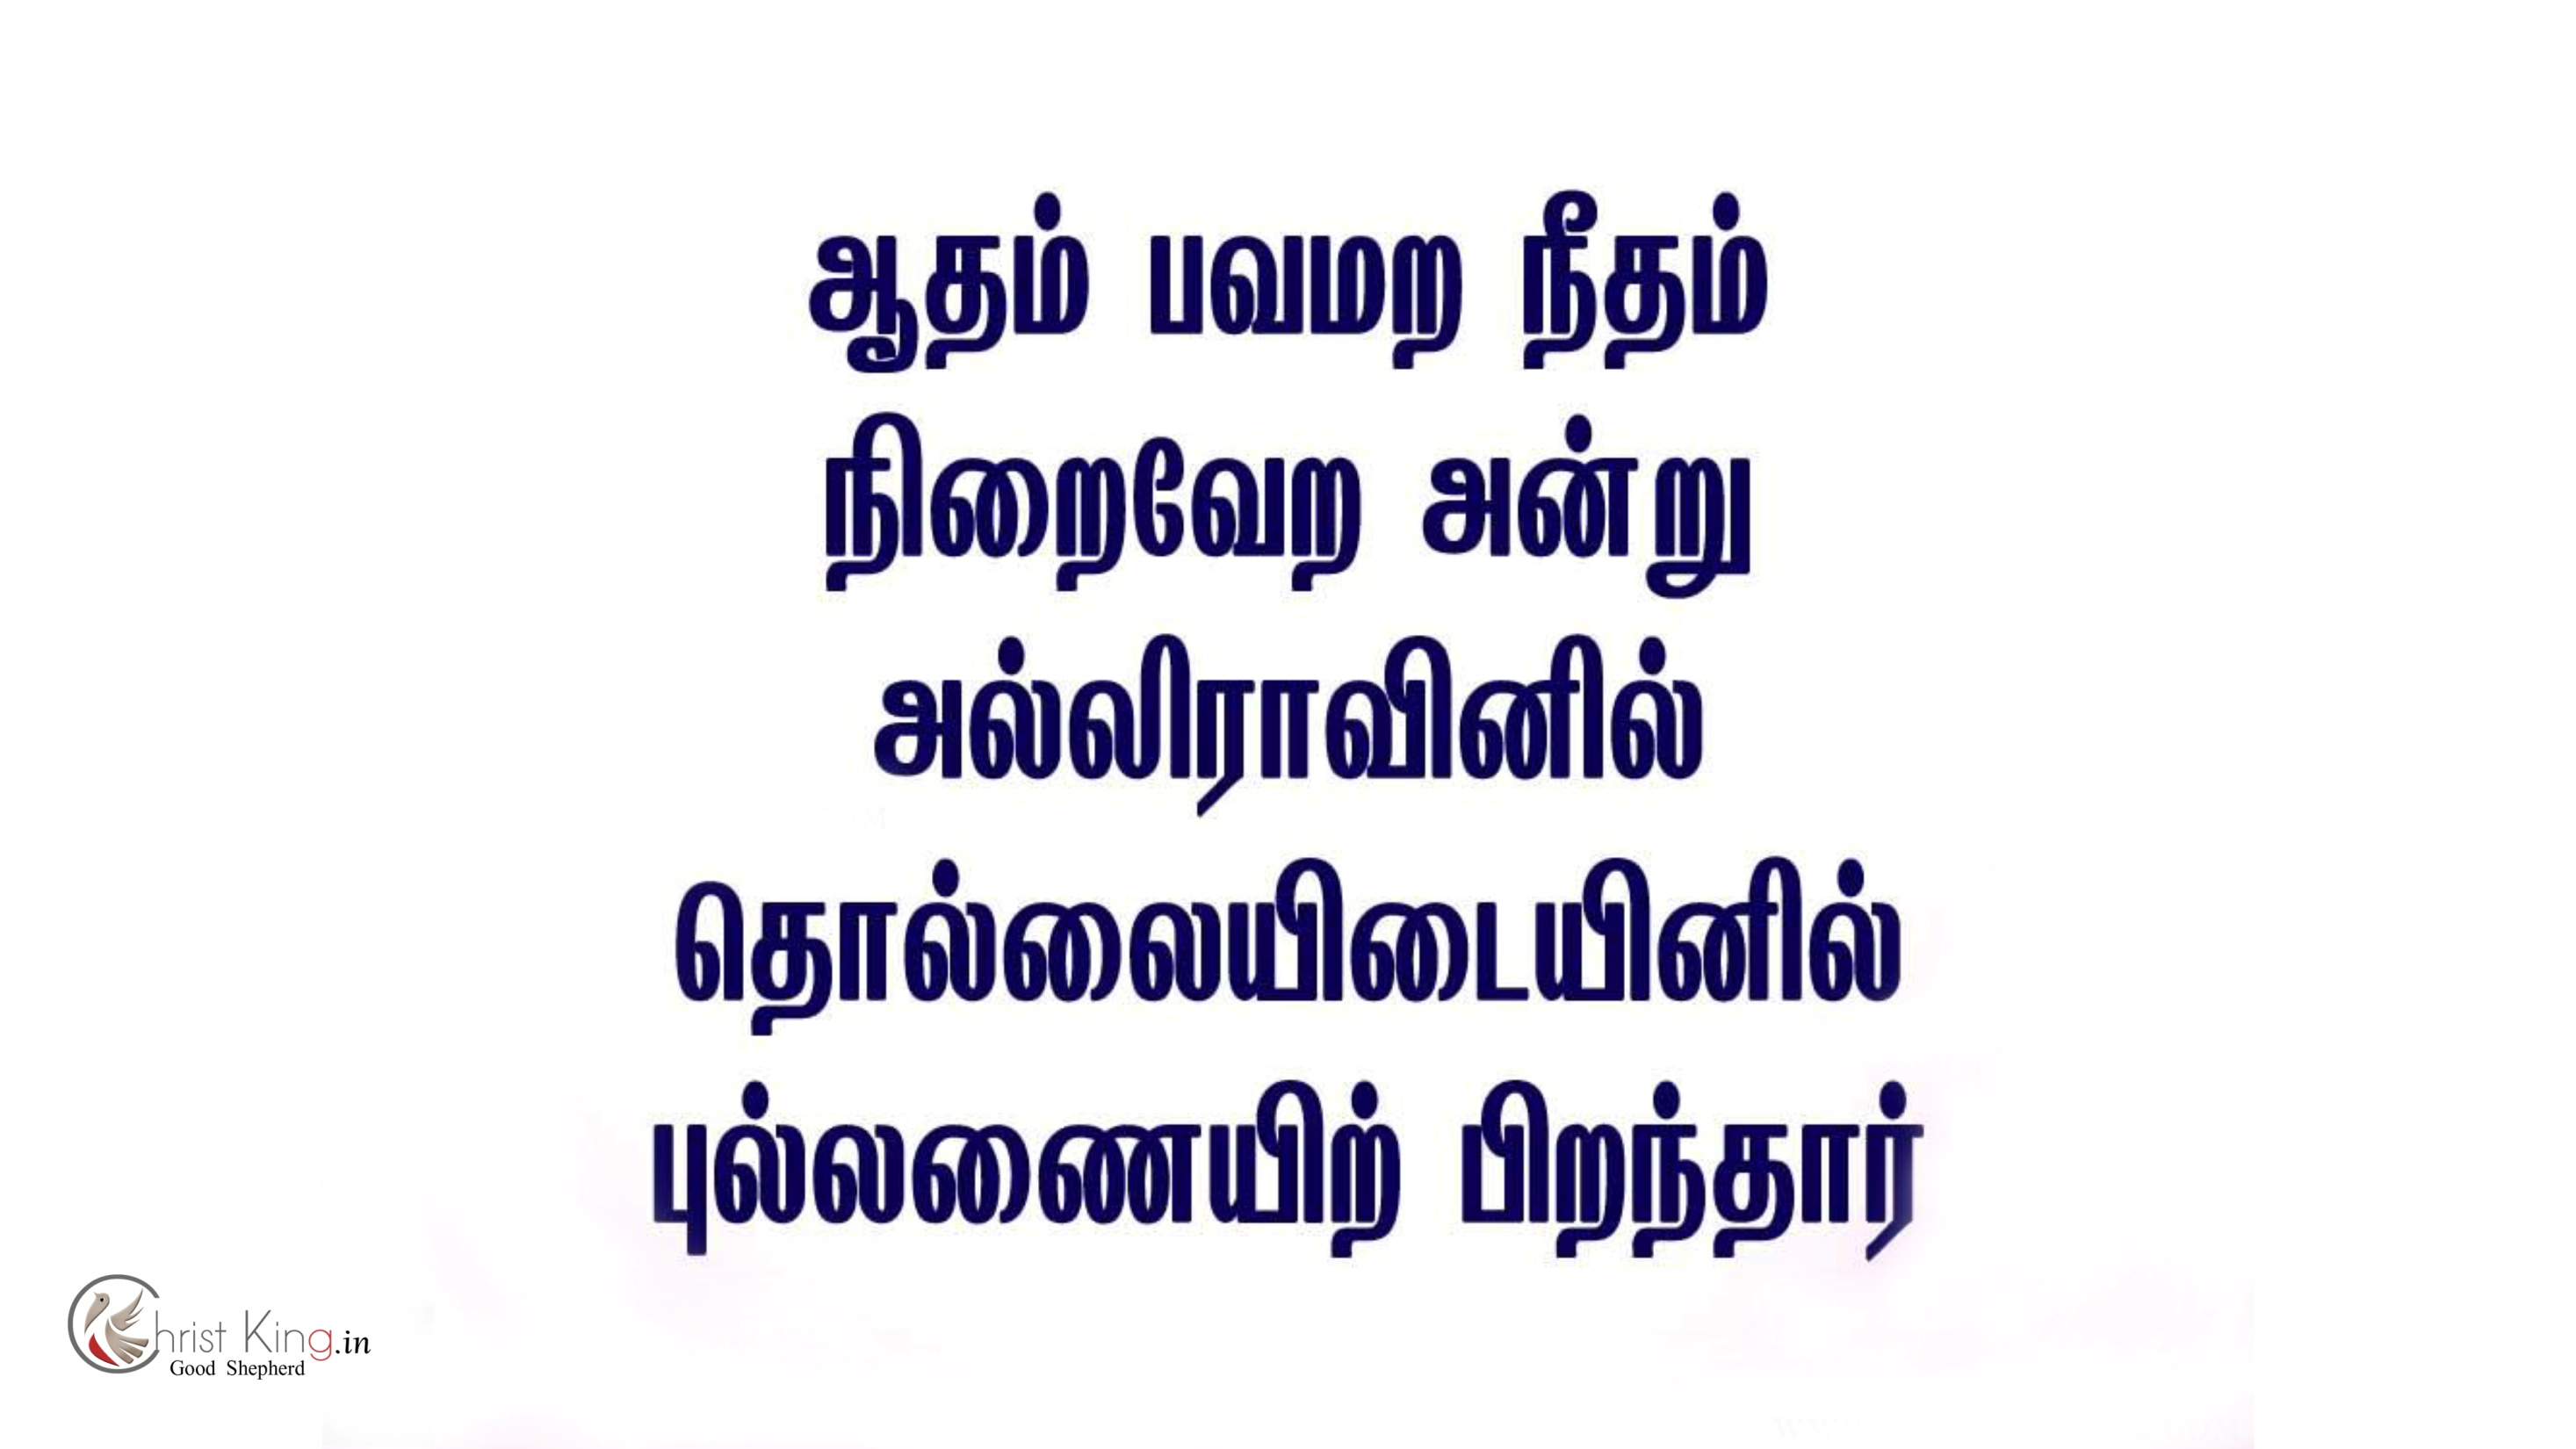 ஆதம் பவமற நீதம்
நிறைவேற அன்று
அல்லிராவினில்
தொல்லையிடையினில்
புல்லணையிற் பிறந்தார்
Christ King.in
Good Shepherd